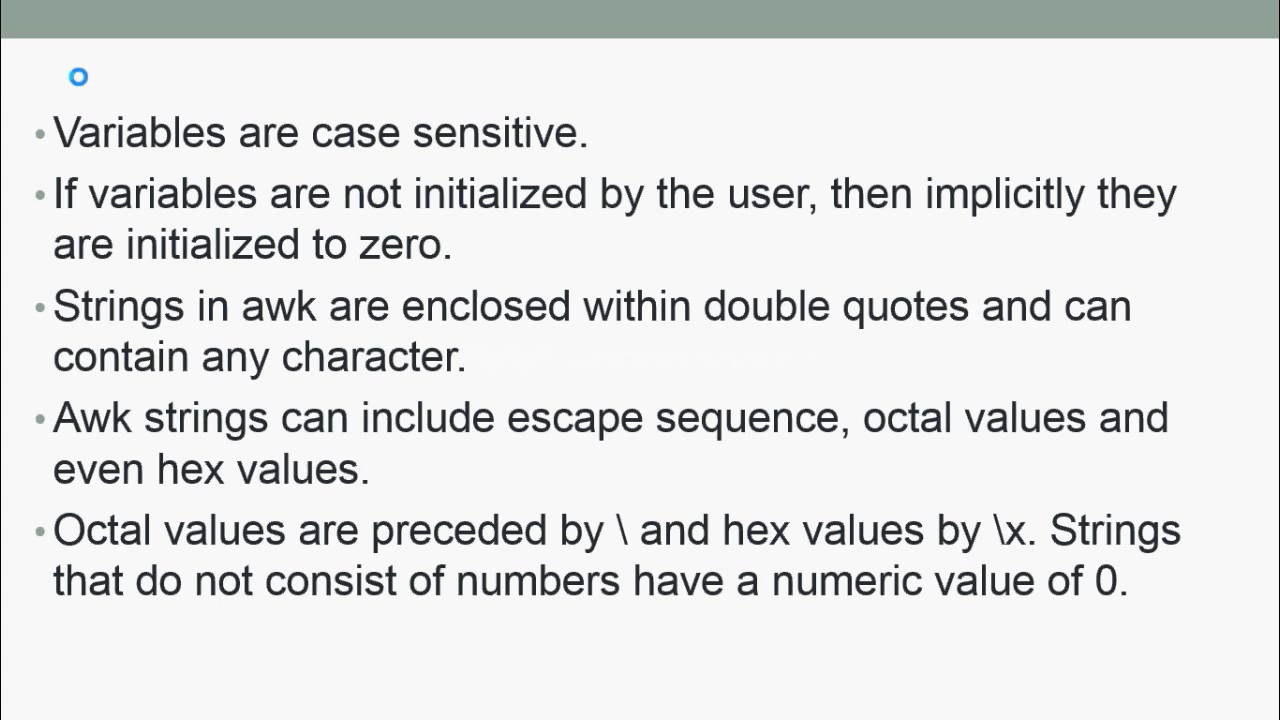 • Variables are case sensitive.
• If variables are not initialized by the user, then implicitly they
are initialized to zero.
• Strings in awk are enclosed within double quotes and can
contain any character.
• Awk strings can include escape sequence, octal values and
even hex values.
• Octal values are preceded by \ and hex values by \x. Strings
that do not consist of numbers have a numeric value of 0.